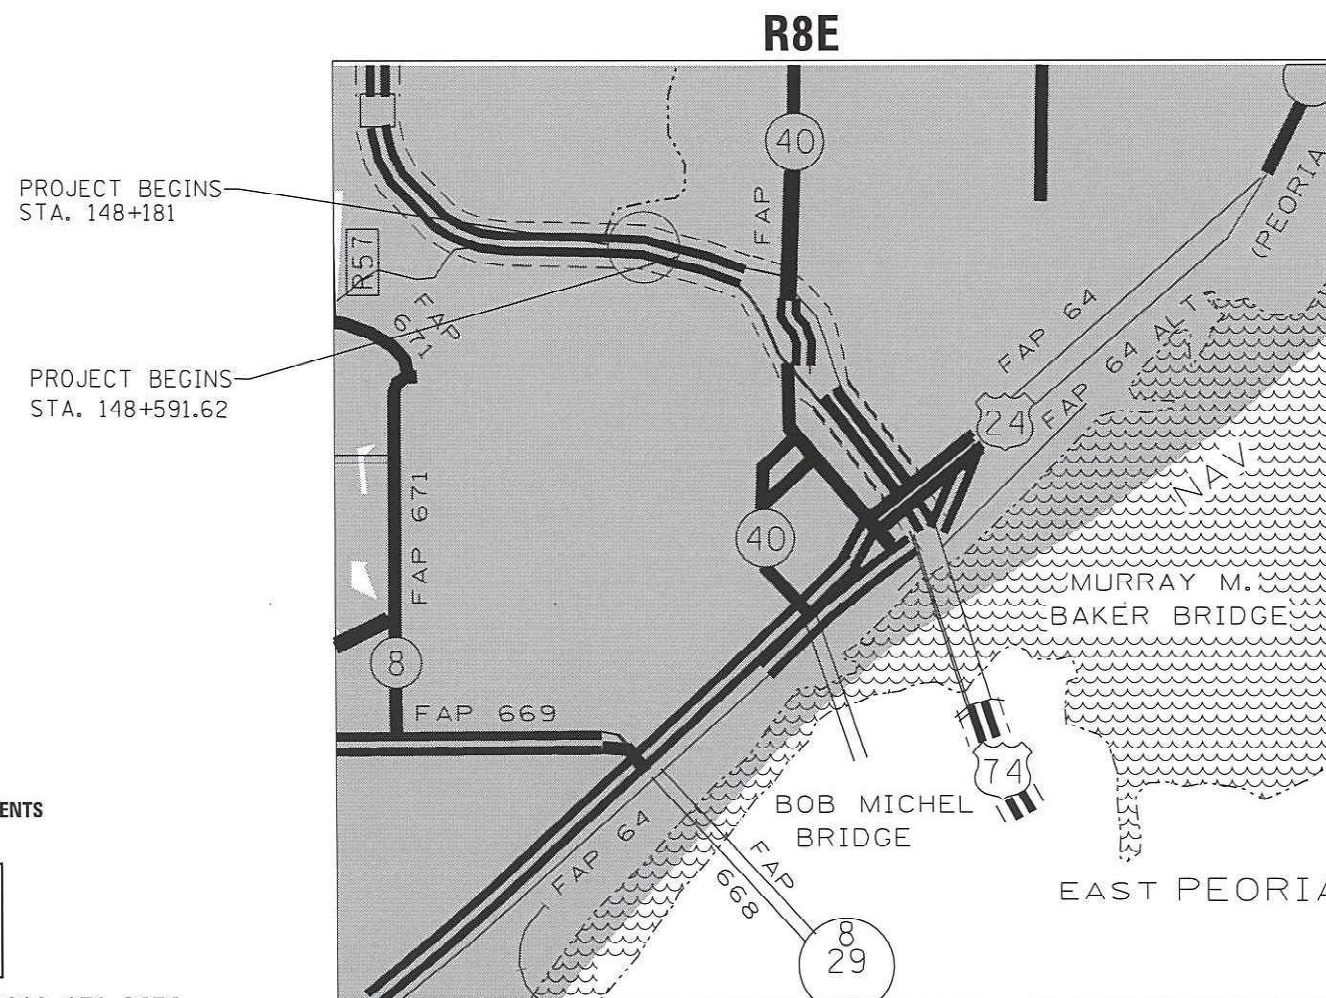 R8E
40
PROJECT BEGINS
STA. 148+181
FAP
R57
(PEORIA
FAP
671
FAP 64
FAP 64 ALT
PROJECT BEGINS
STA. 148+591.62
24
NAV
FAP 671
40
MURRAY M.
BAKER BRIDGE
8
FAP 669
74
ENTS
BOB MICHEL
BRIDGE
FAP 64
FAP
668
EAST PEORIA
8
29